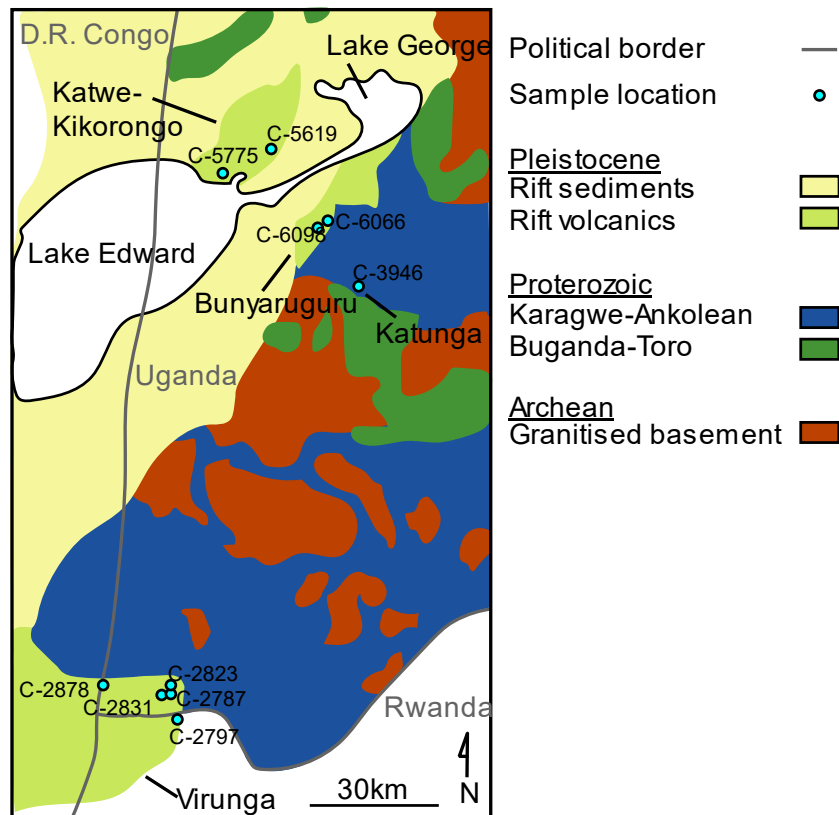 D.R. Congo
Lake George
Katwe-
Kikorongo
C-5619
C-5775
C-6066
C-6098
Lake Edward
C-3946
Bunyaruguru
Katunga
Uganda
C-2823
C-2878
C-2787
C-2831
Rwanda
C-2797
30km
N
Virunga
Political border
Sample location
Pleistocene
Rift sediments
Rift volcanics
Proterozoic
Karagwe-Ankolean
Buganda-Toro
Archean
Granitised basement